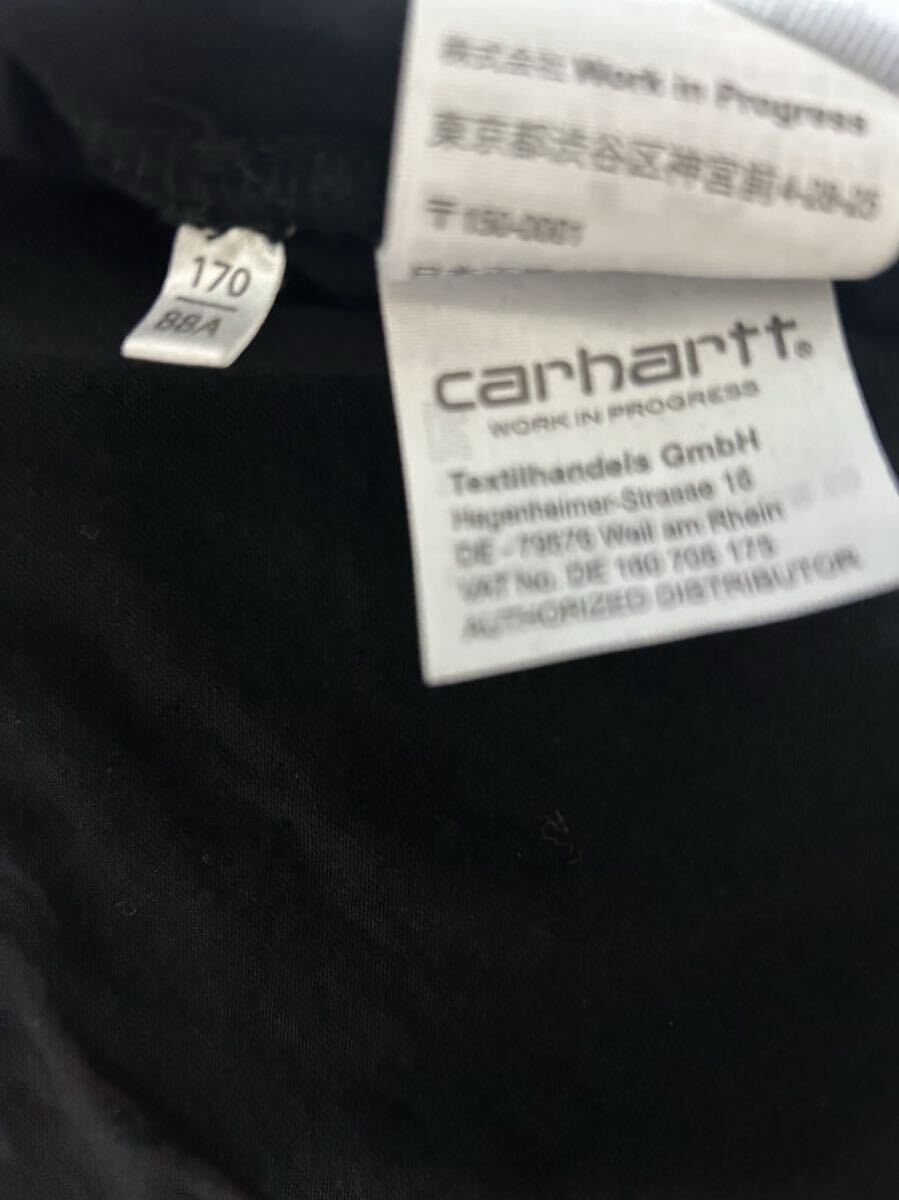 株式会社 Work in Progress
東京都渋谷区神宮前4-28-25
〒150-0001
170
88A
carhartt®
WORK IN PROGRESS
Textilhandels GmbH
Hegenheimer-Strasse 16
DE - 79576 Weil am Rhein
VAT No. DE 160 706 175
AUTHORIZED DISTRIBUTOR